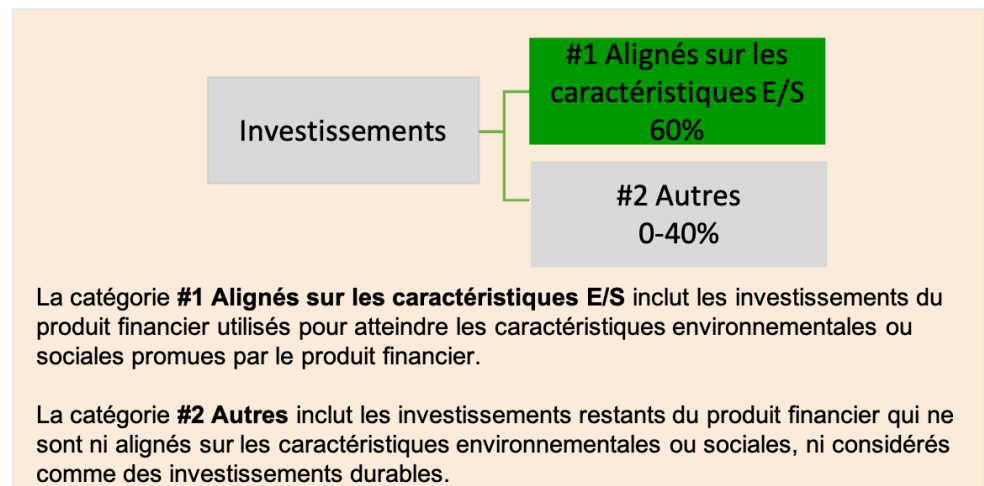 #1 Alignés sur les
caractéristiques E/S
60%
Investissements
#2 Autres
0-40%
La catégorie #1 Alignés sur les caractéristiques E/S inclut les investissements du
produit financier utilisés pour atteindre les caractéristiques environnementales ou
sociales promues par le produit financier.
La catégorie #2 Autres inclut les investissements restants du produit financier qui ne
sont ni alignés sur les caractéristiques environnementales ou sociales, ni considérés
comme des investissements durables.